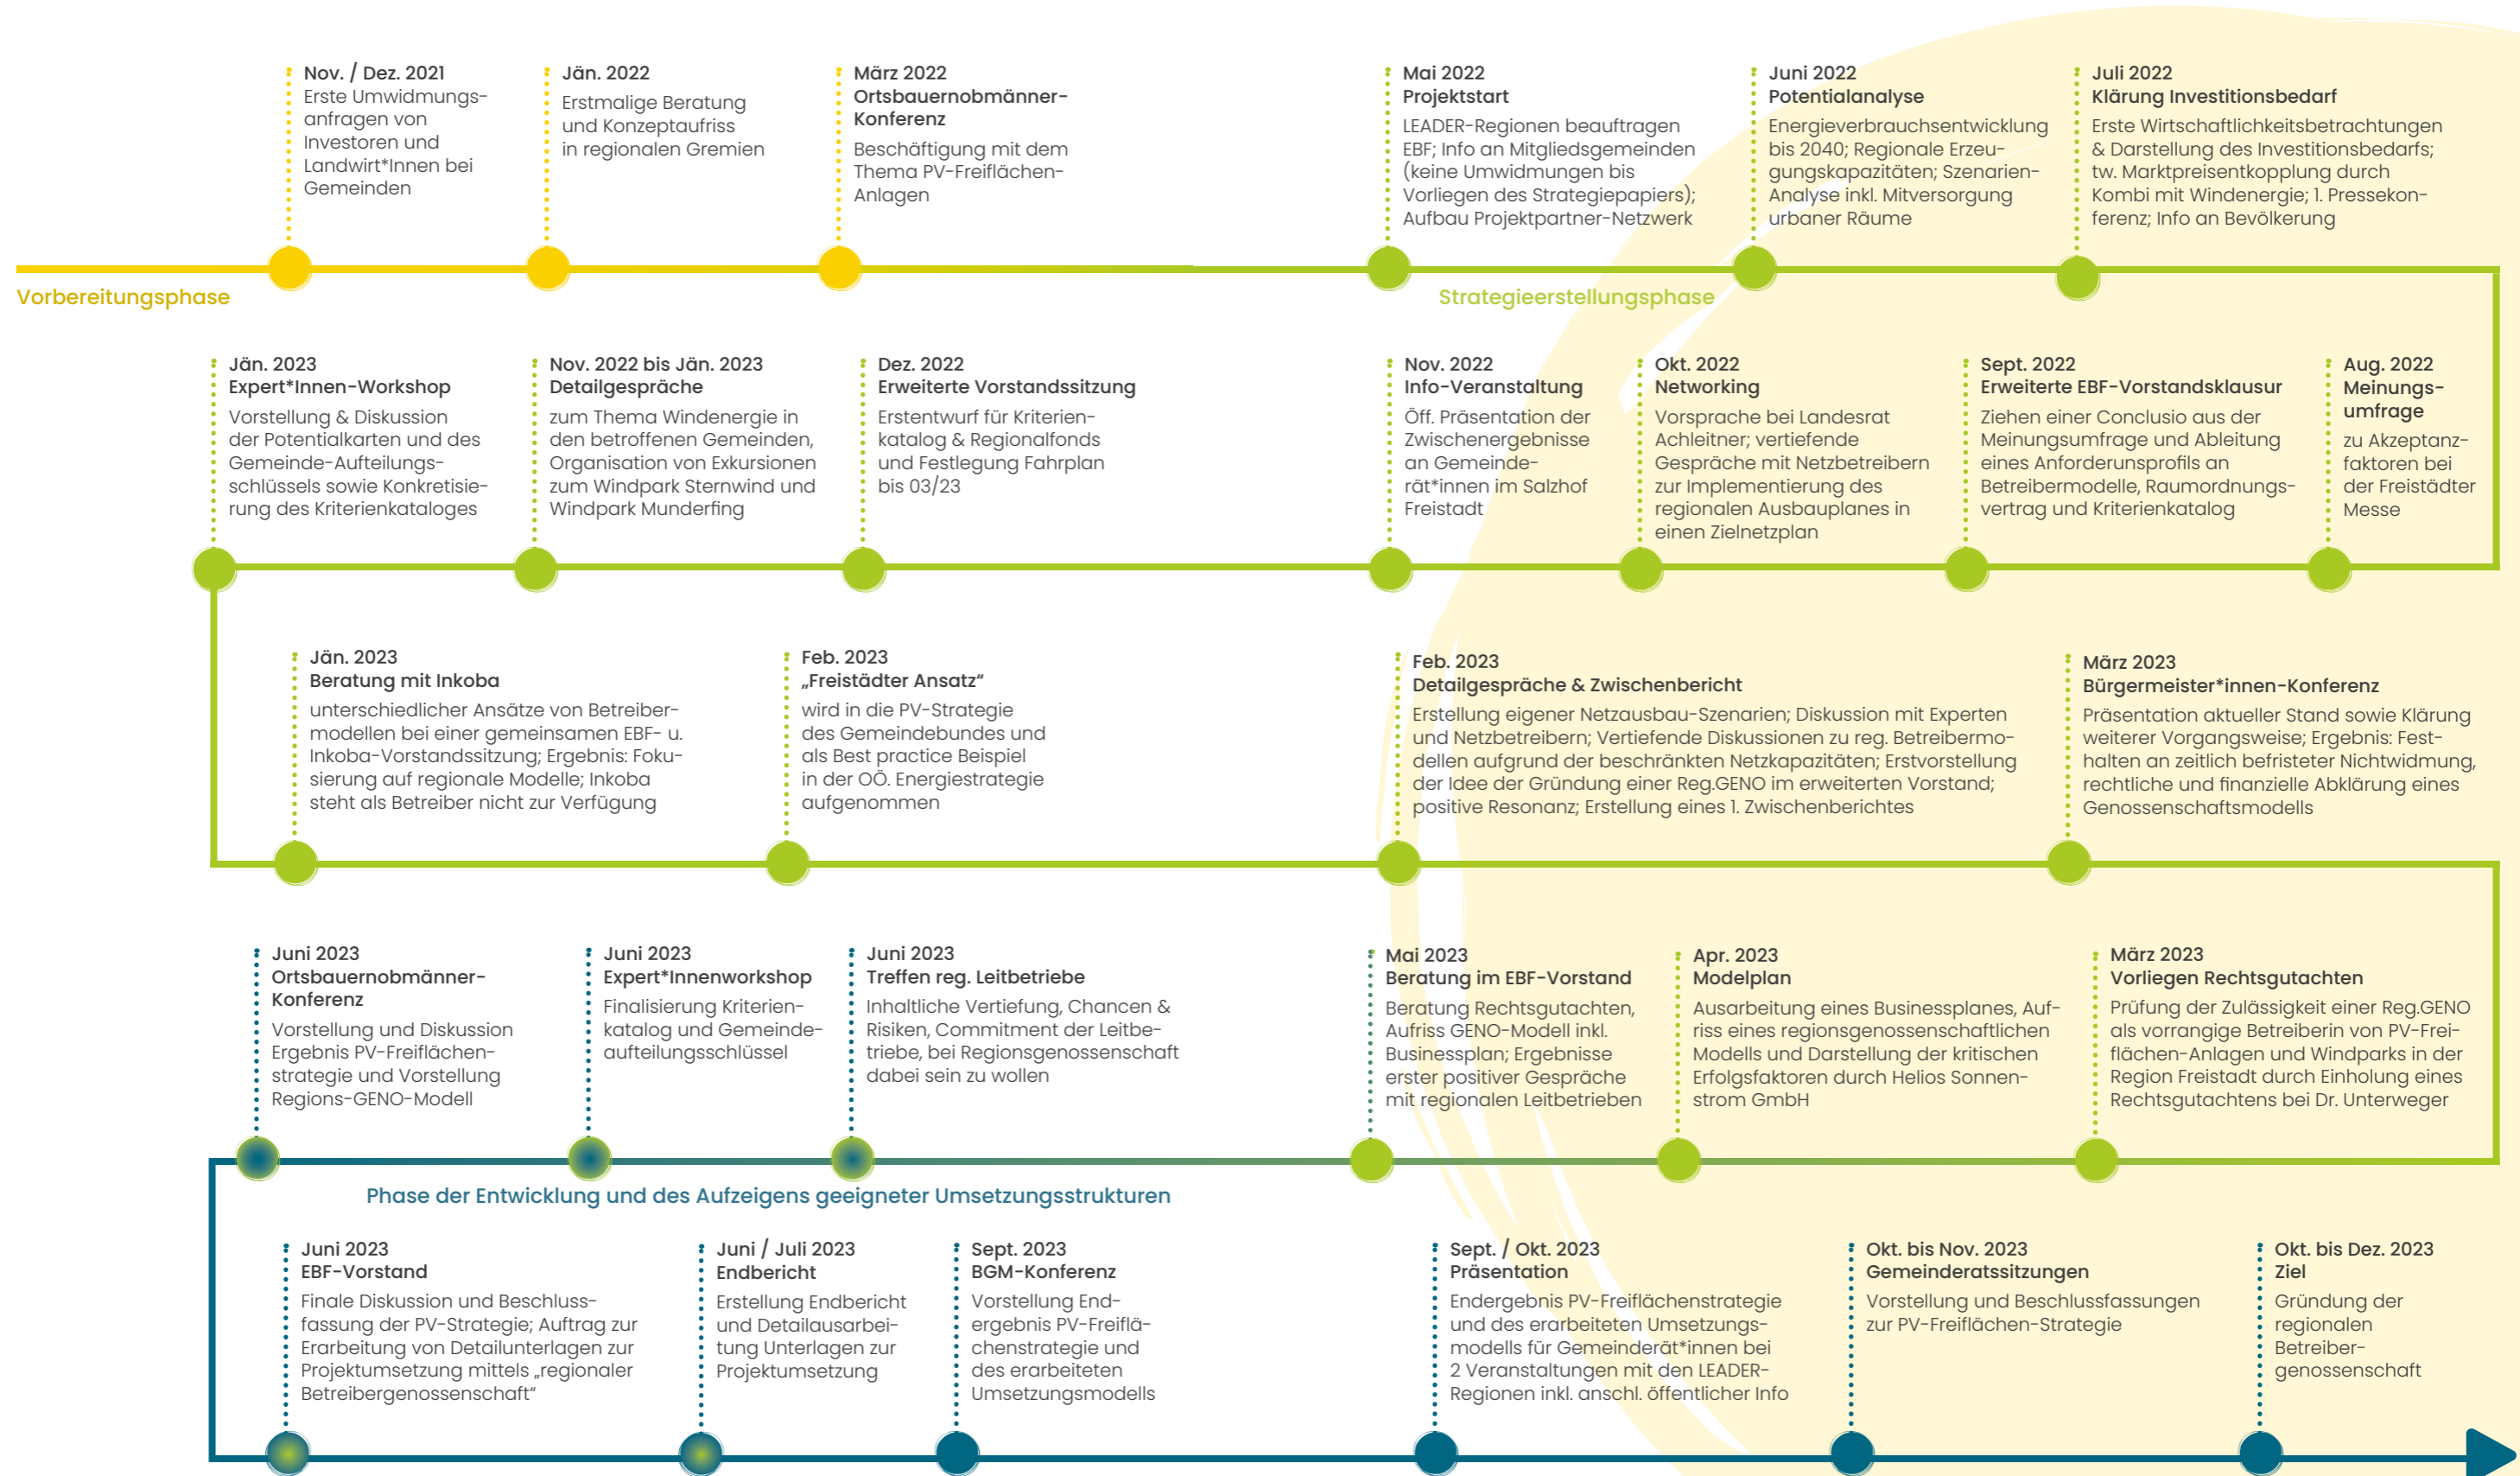 Nov. / Dez. 2021
Erste Umwidmungs-
anfragen von
Investoren und
Landwirt*Innen bei
Gemeinden
Jän. 2022
Erstmalige Beratung
und Konzeptaufriss
in regionalen Gremien
März 2022
Ortsbauernobmänner-
Konferenz
Beschäftigung mit dem
Thema PV-Freiflächen-
Anlagen
Mai 2022
Projektstart
LEADER-Regionen beauftragen
EBF; Info an Mitgliedsgemeinden
(keine Umwidmungen bis
Vorliegen des Strategiepapiers);
Aufbau Projektpartner-Netzwerk
Juni 2022
Potentialanalyse
Energieverbrauchsentwicklung
bis 2040; Regionale Erzeu-
gungskapazitäten; Szenarien-
Analyse inkl. Mitversorgung
urbaner Räume
Juli 2022
Klärung Investitionsbedarf
Erste Wirtschaftlichkeitsbetrachtungen
& Darstellung des Investitionsbedarfs;
tw. Marktpreisentkopplung durch
Kombi mit Windenergie; 1. Pressekon-
ferenz; Info an Bevölkerung
Vorbereitungsphase
Strategieerstellungsphase
Jän. 2023
Expert*Innen-Workshop
Vorstellung & Diskussion
der Potentialkarten und des
Gemeinde-Aufteilungs-
schlüssels sowie Konkretisie-
rung des Kriterienkataloges
Nov. 2022 bis Jän. 2023
Detailgespräche
zum Thema Windenergie in
den betroffenen Gemeinden,
Organisation von Exkursionen
zum Windpark Sternwind und
Windpark Munderfing
Dez. 2022
Erweiterte Vorstandssitzung
Erstentwurf für Kriterien-
katalog & Regionalfonds
und Festlegung Fahrplan
bis 03/23
Nov. 2022
Info-Veranstaltung
Öff. Präsentation der
Zwischenergebnisse
an Gemeinde-
rät*innen im Salzhof
Freistadt
Okt. 2022
Networking
Vorsprache bei Landesrat
Achleitner; vertiefende
Gespräche mit Netzbetreibern
zur Implementierung des
regionalen Ausbauplanes in
einen Zielnetzplan
Sept. 2022
Erweiterte EBF-Vorstandsklausur
Ziehen einer Conclusio aus der
Meinungsumfrage und Ableitung
eines Anforderunsprofils an
Betreibermodelle, Raumordnungs-
vertrag und Kriterienkatalog
Aug. 2022
Meinungs-
umfrage
zu Akzeptanz-
faktoren bei
der Freistädter
Messe
Jän. 2023
Beratung mit Inkoba
unterschiedlicher Ansätze von Betreiber-
modellen bei einer gemeinsamen EBF- u.
Inkoba-Vorstandssitzung; Ergebnis: Foku-
sierung auf regionale Modelle; Inkoba
steht als Betreiber nicht zur Verfügung
Feb. 2023
„Freistädter Ansatz“
wird in die PV-Strategie
des Gemeindebundes und
als Best practice Beispiel
in der OÖ. Energiestrategie
aufgenommen
Feb. 2023
Detailgespräche & Zwischenbericht
Erstellung eigener Netzausbau-Szenarien; Diskussion mit Experten
und Netzbetreibern; Vertiefende Diskussionen zu reg. Betreibermo-
dellen aufgrund der beschränkten Netzkapazitäten; Erstvorstellung
der Idee der Gründung einer Reg.GENO im erweiterten Vorstand;
positive Resonanz; Erstellung eines 1. Zwischenberichtes
März 2023
Bürgermeister*innen-Konferenz
Präsentation aktueller Stand sowie Klärung
weiterer Vorgangsweise; Ergebnis: Fest-
halten an zeitlich befristeter Nichtwidmung,
rechtliche und finanzielle Abklärung eines
Genossenschaftsmodells
Juni 2023
Ortsbauernobmänner-
Konferenz
Vorstellung und Diskussion
Ergebnis PV-Freiflächen-
strategie und Vorstellung
Regions-GENO-Modell
Juni 2023
Expert*Innenworkshop
Finalisierung Kriterien-
katalog und Gemeinde-
aufteilungsschlüssel
Juni 2023
Treffen reg. Leitbetriebe
Inhaltliche Vertiefung, Chancen &
Risiken, Commitment der Leitbe-
triebe, bei Regionsgenossenschaft
dabei sein zu wollen
Mai 2023
Beratung im EBF-Vorstand
Beratung Rechtsgutachten,
Aufriss GENO-Modell inkl.
Businessplan; Ergebnisse
erster positiver Gespräche
mit regionalen Leitbetrieben
Apr. 2023
Modelplan
Ausarbeitung eines Businessplanes, Auf-
riss eines regionsgenossenschaftlichen
Modells und Darstellung der kritischen
Erfolgsfaktoren durch Helios Sonnen-
strom GmbH
März 2023
Vorliegen Rechtsgutachten
Prüfung der Zulässigkeit einer Reg.GENO
als vorrangige Betreiberin von PV-Frei-
flächen-Anlagen und Windparks in der
Region Freistadt durch Einholung eines
Rechtsgutachtens bei Dr. Unterweger
Phase der Entwicklung und des Aufzeigens geeigneter Umsetzungsstrukturen
Juni 2023
EBF-Vorstand
Finale Diskussion und Beschluss-
fassung der PV-Strategie; Auftrag zur
Erarbeitung von Detailunterlagen zur
Projektumsetzung mittels „regionaler
Betreibergenossenschaft“
Juni / Juli 2023
Endbericht
Erstellung Endbericht
und Detailausarbei-
tung Unterlagen zur
Projektumsetzung
Sept. 2023
BGM-Konferenz
Vorstellung End-
ergebnis PV-Freiflä-
chenstrategie und
des erarbeiteten
Umsetzungsmodells
Sept. / Okt. 2023
Präsentation
Endergebnis PV-Freiflächenstrategie
und des erarbeiteten Umsetzungs-
modells für Gemeinderät*innen bei
2 Veranstaltungen mit den LEADER-
Regionen inkl. anschl. öffentlicher Info
Okt. bis Nov. 2023
Gemeinderatssitzungen
Vorstellung und Beschlussfassungen
zur PV-Freiflächen-Strategie
Okt. bis Dez. 2023
Ziel
Gründung der
regionalen
Betreiber-
genossenschaft